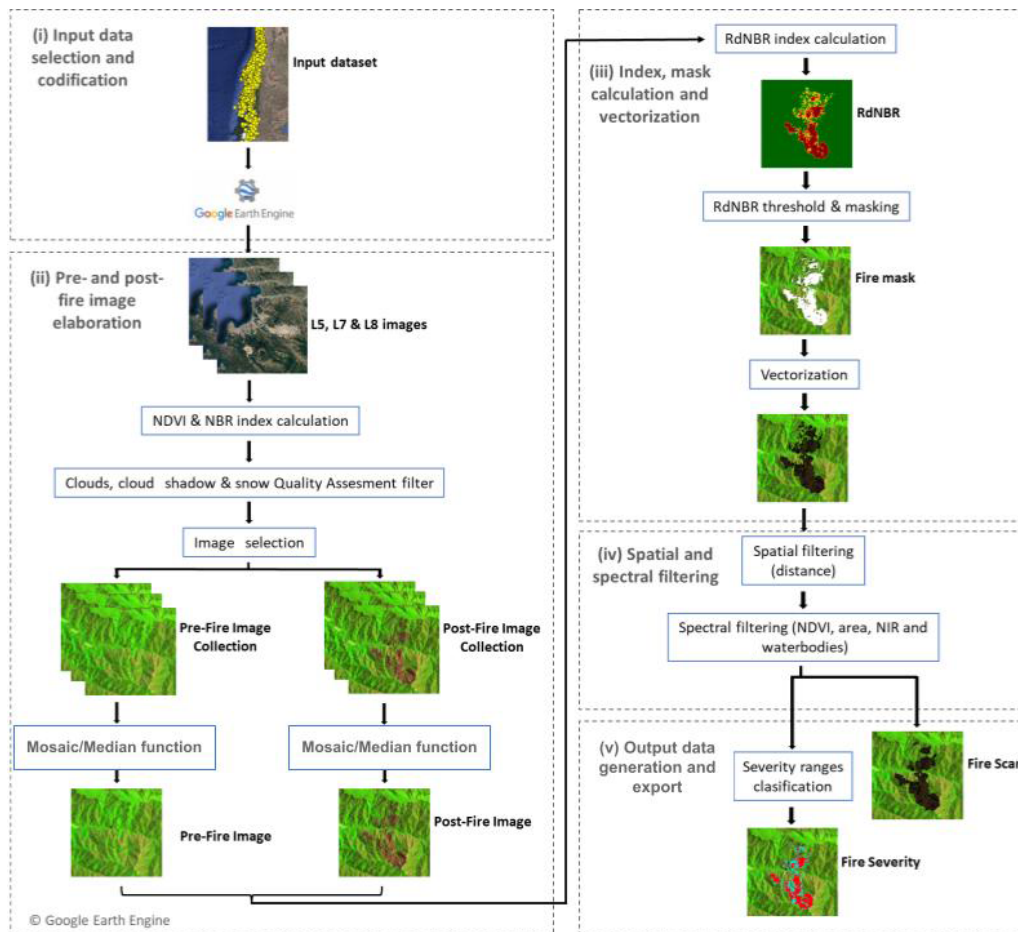 (i) Input data
selection and
codification
Input dataset
Google Earth Engine
(ii) Pre- and post-
fire image
elaboration
L5, L7 & L8 images
NDVI & NBR index calculation
Clouds, cloud shadow & snow Quality Assesment filter
Image selection
Pre-Fire Image
Collection
Post-Fire Image
Collection
Mosaic/Median function
Mosaic/Median function
Pre-Fire Image
Post-Fire Image
© Google Earth Engine
RdNBR index calculation
(iii) Index, mask
calculation and
vectorization
RdNBR
RdNBR threshold & masking
Fire mask
Vectorization
(iv) Spatial and
spectral filtering
Spatial filtering
(distance)
Spectral filtering (NDVI, area, NIR and
waterbodies)
(v) Output data
generation and
export
Severity ranges
clasification
Fire Scar
Fire Severity